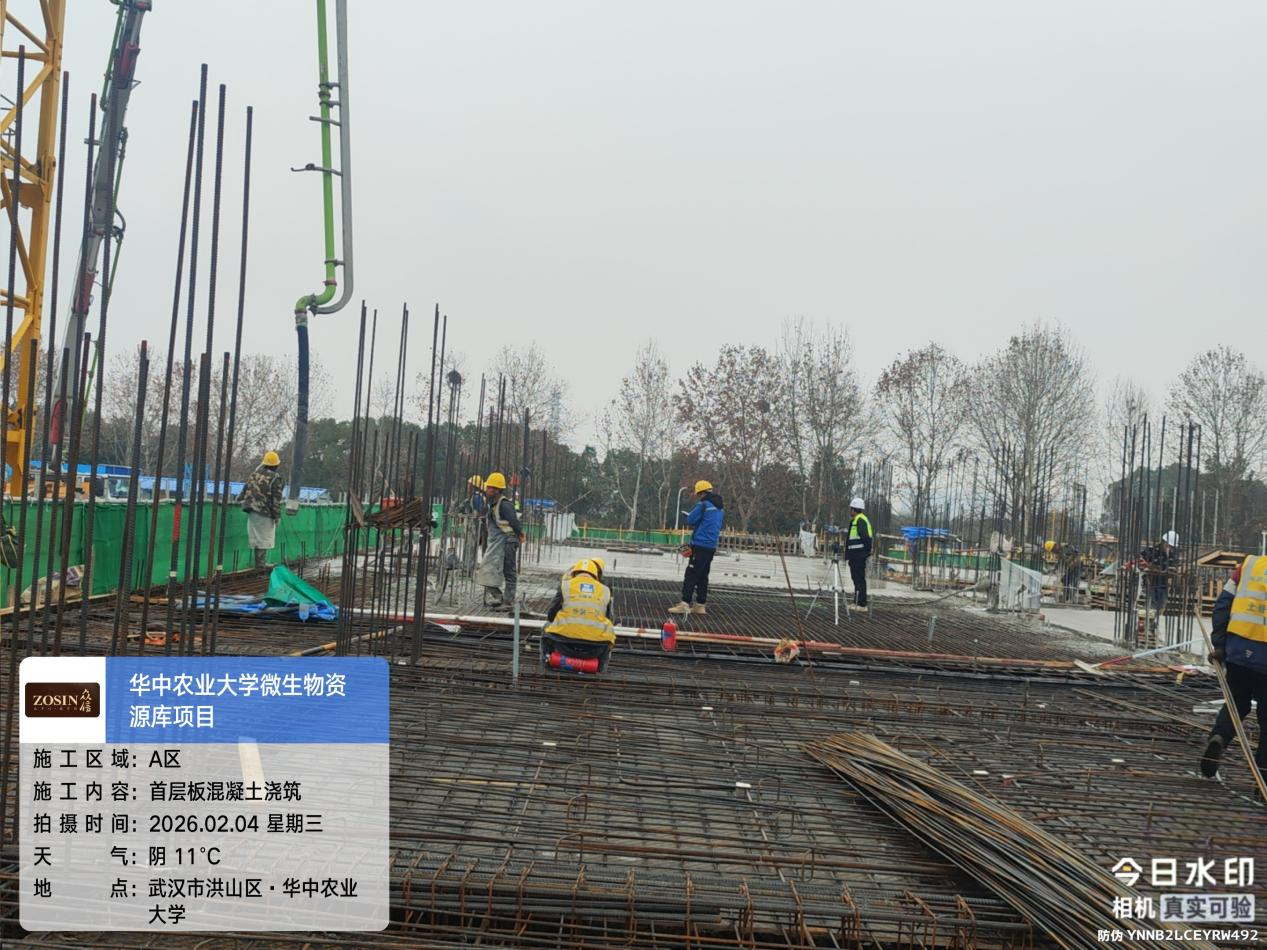 ZOSIN 众信
华中农业大学微生物资
源库项目
施工区域：A区
施工内容：首层板混凝土浇筑
拍摄时间：2026.02.04 星期三
天气：阴 11℃
地点：武汉市洪山区·华中农业
大学
今日水印
相机 真实可验
防伪 YNNB2LCEYRW492